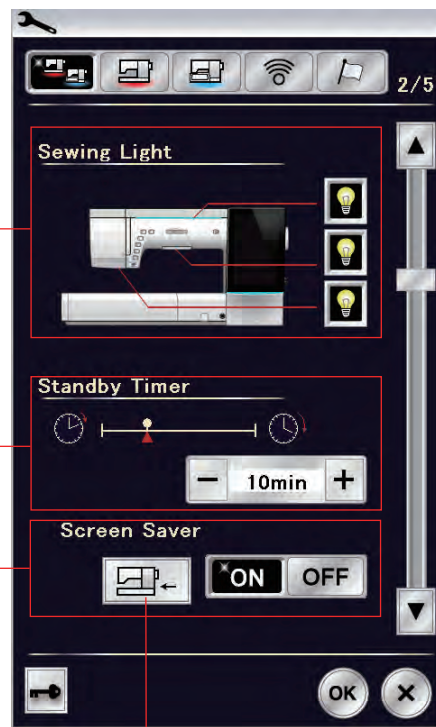 2/5
Sewing Light
Standby Timer
− 10min +
Screen Saver
ON OFF
OK ×